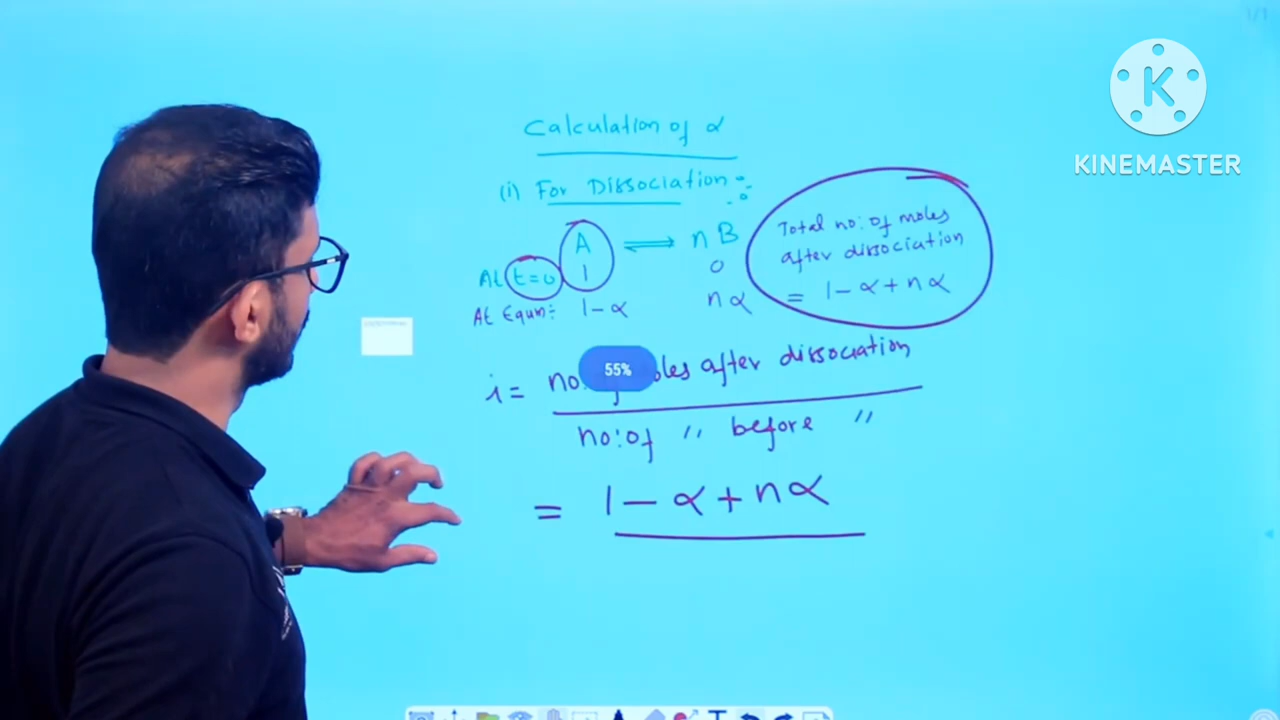 KINEMASTER
Calculation of α
(i) For Dissociation :-
A ⇌ n B
At t=0 1 0
At Equn: 1-α nα
Total no: of moles
after dissociation
= 1-α+nα
i = no: of moles after dissociation
55%
no: of " before "
= 1-α+nα